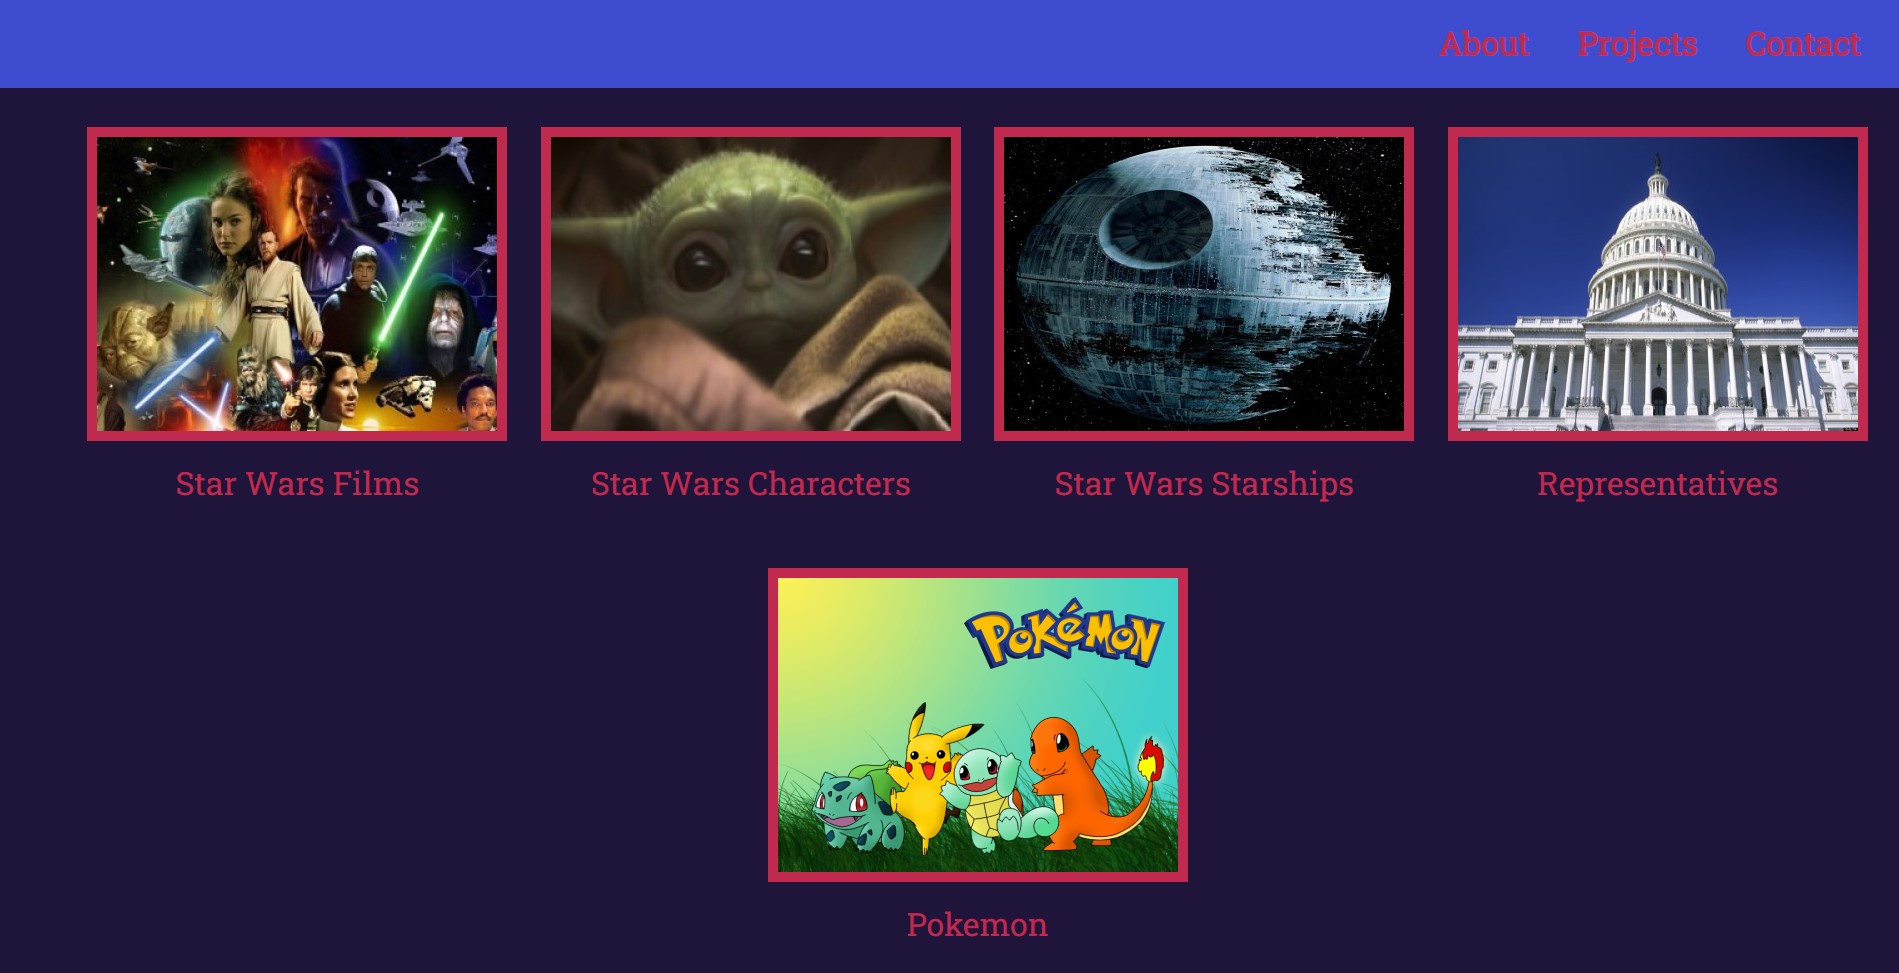 About Projects Contact
Star Wars Films Star Wars Characters Star Wars Starships Representatives
POKéMON
Pokemon